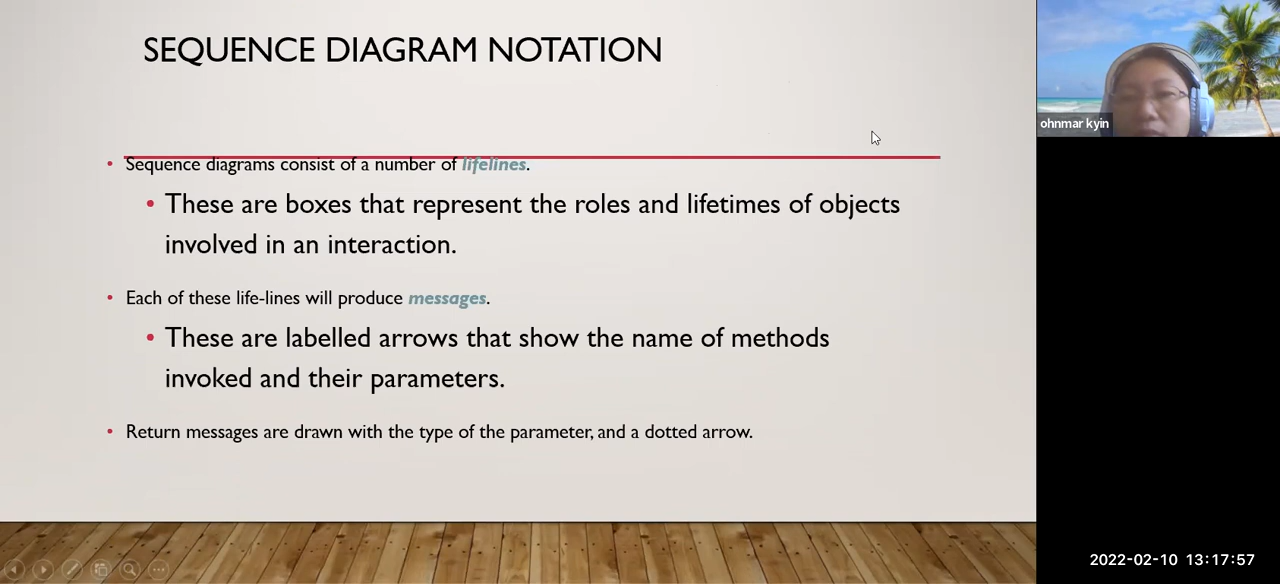 SEQUENCE DIAGRAM NOTATION
ohnmar kyin
• Sequence diagrams consist of a number of lifelines.
• These are boxes that represent the roles and lifetimes of objects
involved in an interaction.
• Each of these life-lines will produce messages.
• These are labelled arrows that show the name of methods
invoked and their parameters.
• Return messages are drawn with the type of the parameter, and a dotted arrow.
2022-02-10 13:17:57